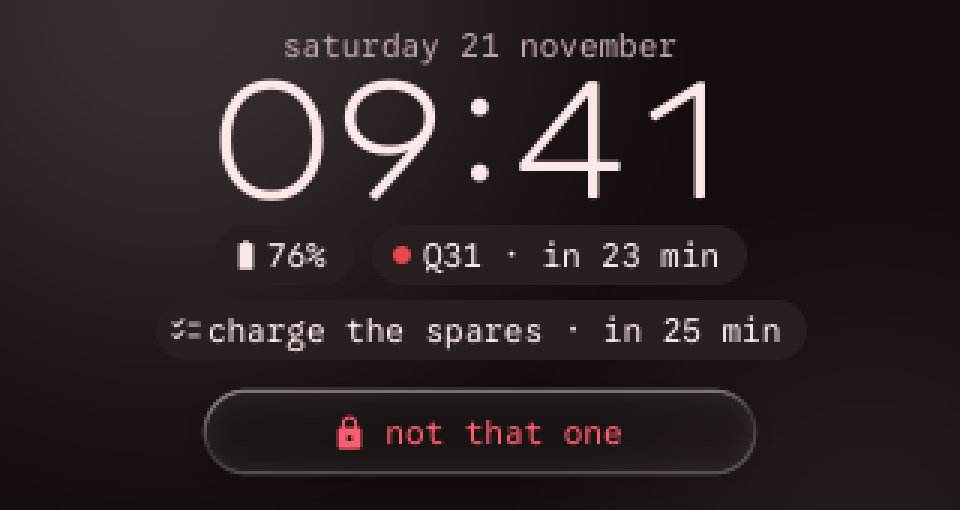 saturday 21 november
09:41
76% Q31 · in 23 min
charge the spares · in 25 min
not that one